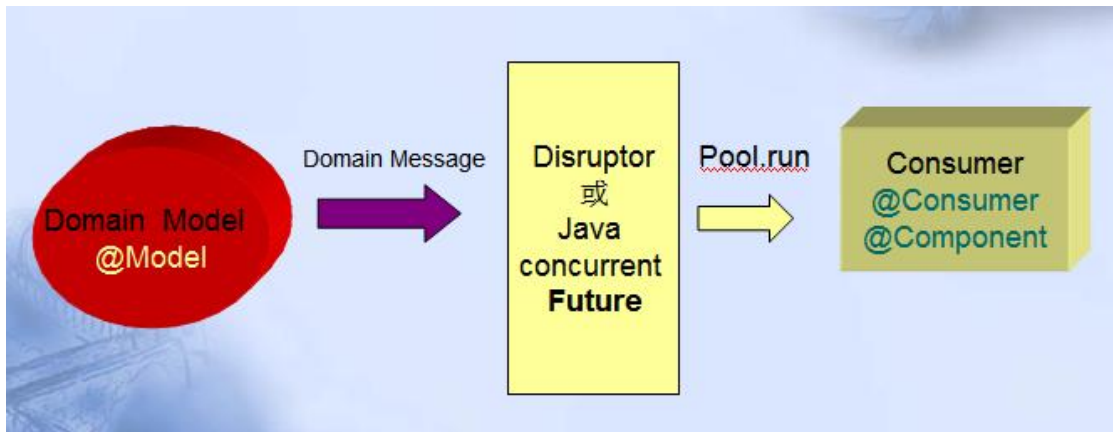 Domain Model
@Model
Domain Message
Disruptor
或
Java
concurrent
Future
Pool.run
Consumer
@Consumer
@Component